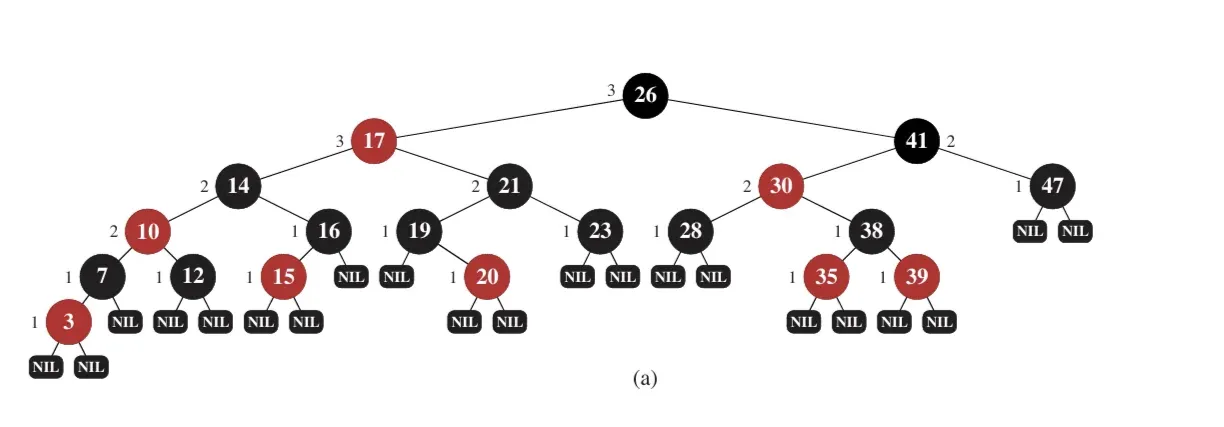 3 26
3 17 41 2
2 14 2 21 2 30 1 47
2 10 1 16 1 19 1 23 1 28 1 38 NIL NIL
1 7 1 12 1 15 NIL NIL 1 20 NIL NIL NIL NIL 1 35 1 39
1 3 NIL NIL NIL NIL NIL NIL NIL NIL NIL NIL NIL
NIL NIL
(a)